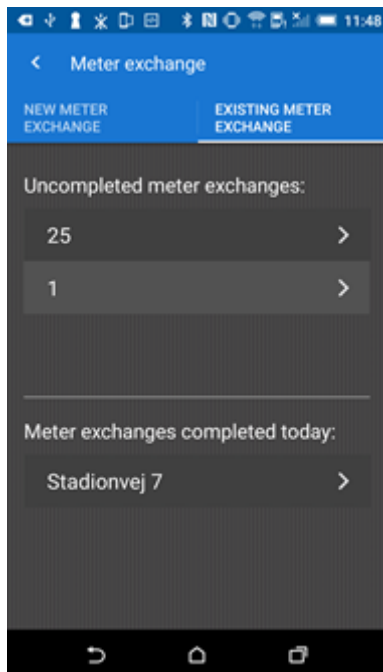 11:48
Meter exchange
NEW METER
EXCHANGE
EXISTING METER
EXCHANGE
Uncompleted meter exchanges:
25
1
Meter exchanges completed today:
Stadionvej 7